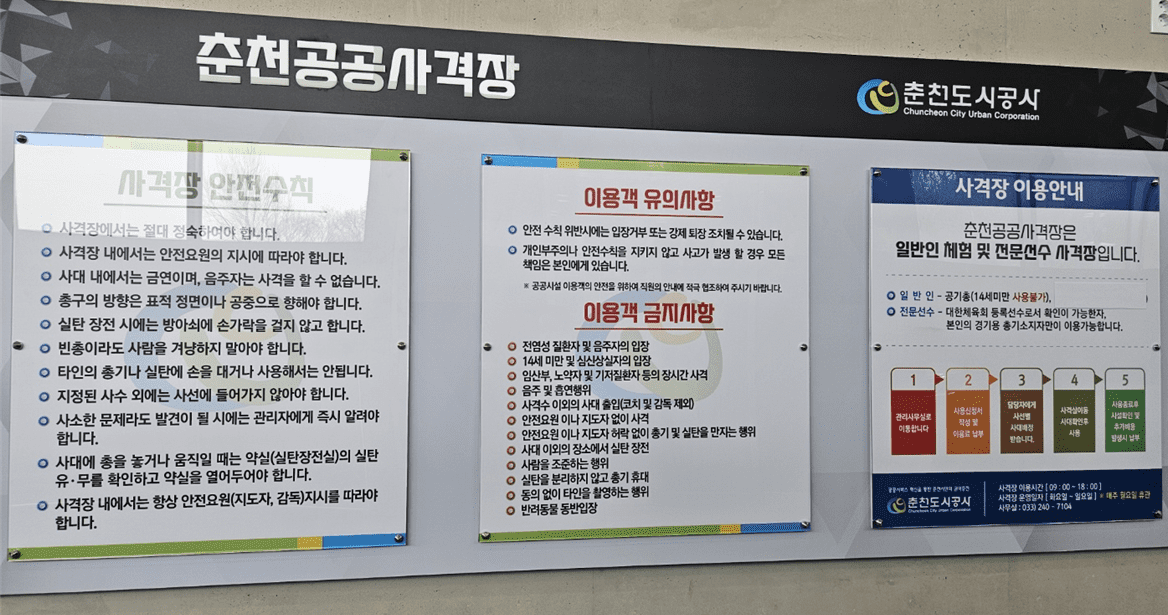 춘천공공사격장
춘천도시공사
Chuncheon City Urban Corporation
사격장 안전수칙
사격장에서는 절대 정숙하여야 합니다.
사격장 내에서는 안전요원의 지시에 따라야 합니다.
사대 내에서는 금연이며, 음주자는 사격을 할 수 없습니다.
총구의 방향은 표적 정면이나 공중으로 향해야 합니다.
실탄 장전 시에는 방아쇠에 손가락을 걸지 않고 합니다.
빈총이라도 사람을 겨냥하지 말아야 합니다.
타인의 총기나 실탄에 손을 대거나 사용해서는 안됩니다.
지정된 사수 외에는 사선에 들어가지 않아야 합니다.
사소한 문제라도 발견이 될 시에는 관리자에게 즉시 알려야
합니다.
사대에 총을 놓거나 움직일 때는 약실(실탄장전실)의 실탄
유·무를 확인하고 약실을 열어두어야 합니다.
사격장 내에서는 항상 안전요원(지도자, 감독)지시를 따라야
합니다.
이용객 유의사항
안전 수칙 위반시에는 입장거부 또는 강제 퇴장 조치될 수 있습니다.
개인부주의나 안전수칙을 지키지 않고 사고가 발생 할 경우 모든
책임은 본인에게 있습니다.
※ 공공시설 이용객의 안전을 위하여 직원의 안내에 적극 협조하여 주시기 바랍니다.
이용객 금지사항
전염성 질환자 및 음주자의 입장
14세 미만 및 심신상실자의 입장
임산부, 노약자 및 기저질환자 등의 장시간 사격
음주 및 흡연행위
사격수 이외의 사대 출입(코치 및 감독 제외)
안전요원 이나 지도자 없이 사격
안전요원 이나 지도자 허락 없이 총기 및 실탄을 만지는 행위
사대 이외의 장소에서 실탄 장전
사람을 조준하는 행위
실탄을 분리하지 않고 총기 휴대
동의 없이 타인을 촬영하는 행위
반려동물 동반입장
사격장 이용안내
춘천공공사격장은
일반인 체험 및 전문선수 사격장입니다.
일 반 인 - 공기총(14세미만 사용불가),
전문선수 - 대한체육회 등록선수로서 확인이 가능한자,
본인의 경기용 총기소지자만이 이용가능합니다.
1
관리사무실로
이동합니다
2
사용신청서
작성 및
이용료 납부
3
담당자에게
사선별
사대배정
받습니다.
4
사격실이동
사대확인후
사용
5
사용종료후
시설확인 및
추가비용
발생시 납부
춘천도시공사
Chuncheon City Urban Corporation
사격장 이용시간 [ 09 : 00 ~ 18 : 00 ]
사격장 운영일자 [ 화요일 ~ 일요일 ] ※ 매주 월요일 휴관
사무실 : 033) 240 - 7104